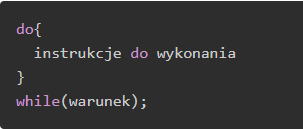 do{
  instrukcje do wykonania
}
while(warunek);